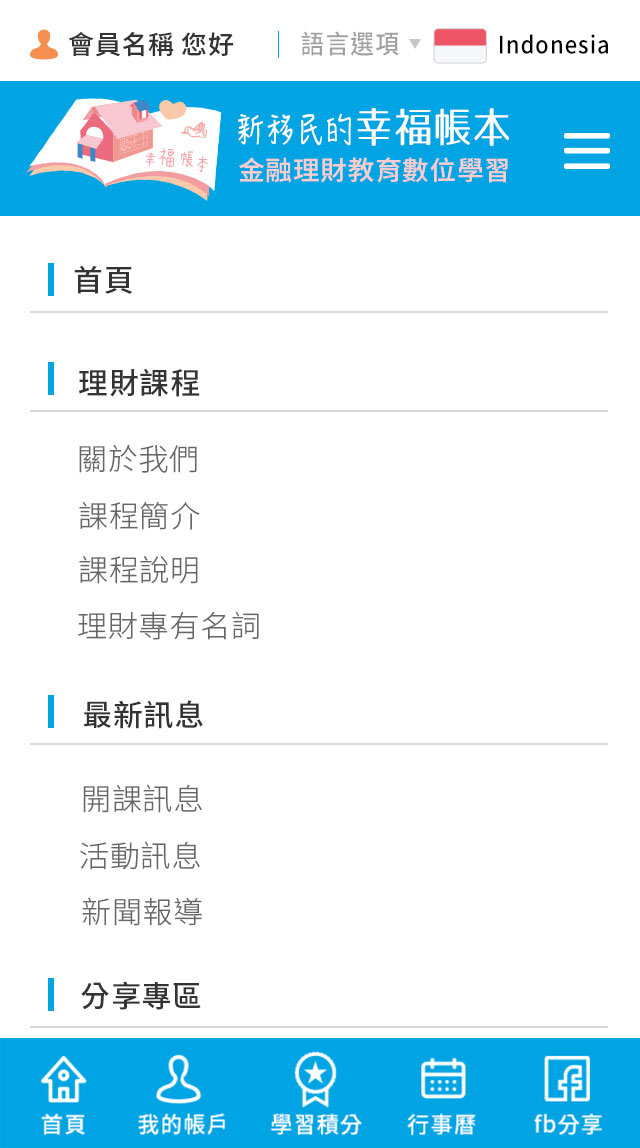 會員名稱 您好
語言選項
Indonesia
新移民的幸福帳本
幸福帳本
金融理財教育數位學習
首頁
理財課程
關於我們
課程簡介
課程說明
理財專有名詞
最新訊息
開課訊息
活動訊息
新聞報導
分享專區
首頁
我的帳戶
學習積分
行事曆
fb分享